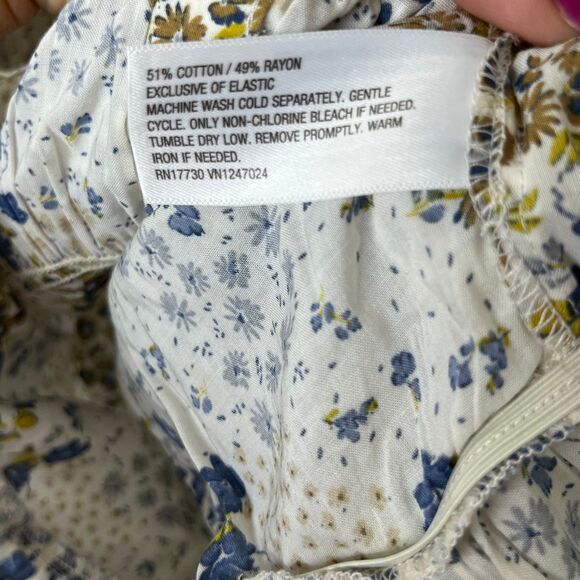 51% COTTON / 49% RAYON
EXCLUSIVE OF ELASTIC
MACHINE WASH COLD SEPARATELY. GENTLE
CYCLE. ONLY NON-CHLORINE BLEACH IF NEEDED.
TUMBLE DRY LOW. REMOVE PROMPTLY. WARM
IRON IF NEEDED.
RN17730 VN1247024